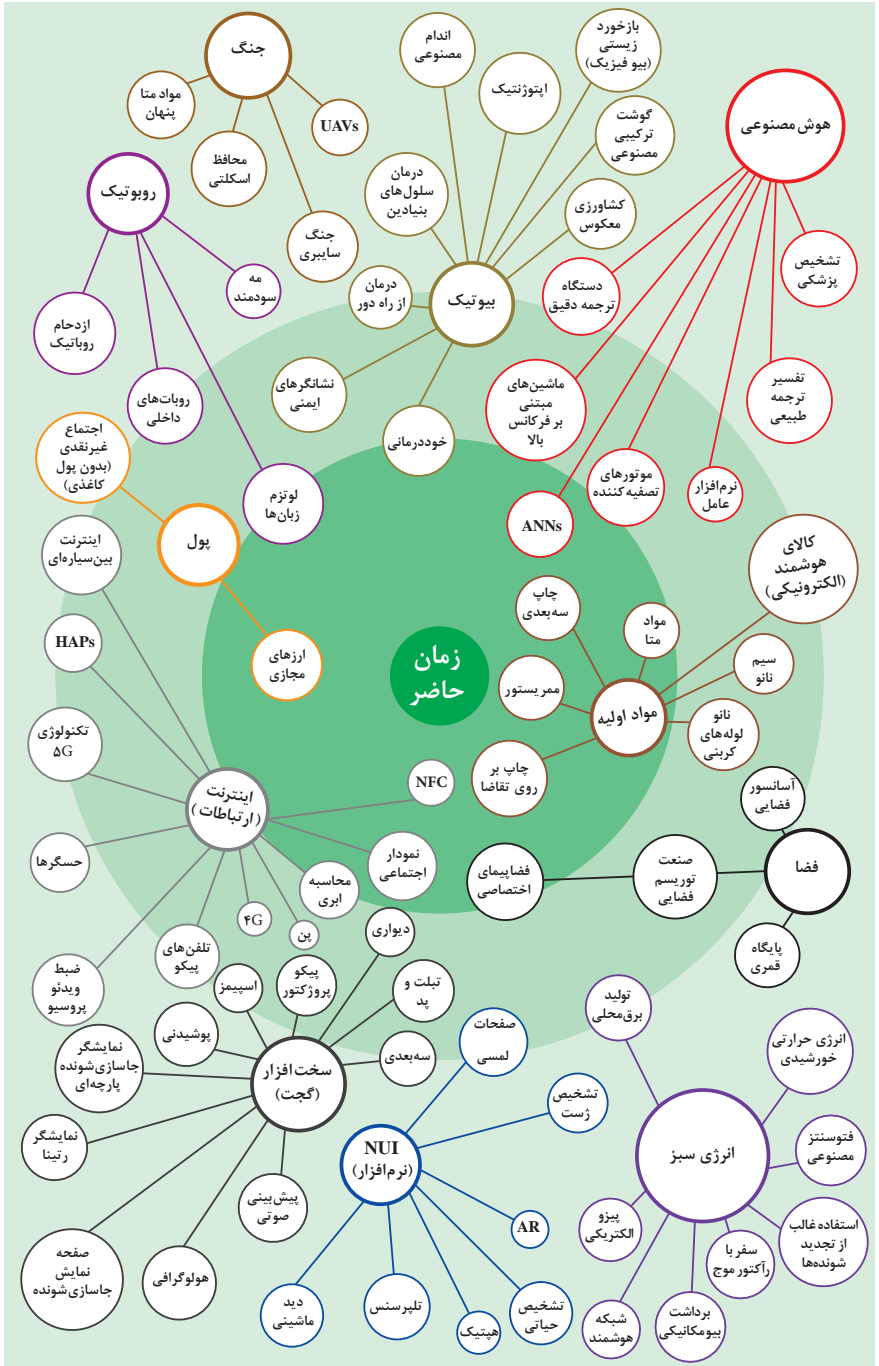 جنگ
مواد متا
پنهان
محافظ
اسکلتی
UAVs
جنگ
سایبری
روبوتیک
مه
سودمند
ازدحام
روباتیک
روبات‌های
داخلی
لوتزم
زبان‌ها
بیوتیک
اندام
مصنوعی
اپتوژنتیک
بازخورد
زیستی
(بیو فیزیک)
گوشت
ترکیبی
مصنوعی
کشاورزی
معکوس
درمان
سلول‌های
بنیادین
درمان
از راه دور
نشانگرهای
ایمنی
خوددرمانی
هوش مصنوعی
تشخیص
پزشکی
دستگاه
ترجمه دقیق
تفسیر
ترجمه
طبیعی
ماشین‌های
مبتنی
بر فرکانس
بالا
موتورهای
تصفیه‌کننده
نرم‌افزار
عامل
ANNs
پول
اجتماع
غیرنقدی
(بدون پول
کاغذی)
ارزهای
مجازی
زمان
حاضر
مواد اولیه
کالای
هوشمند
(الکترونیکی)
چاپ
سه‌بعدی
مواد
متا
سیم
نانو
ممریستور
نانو
لوله‌های
کربنی
چاپ بر
روی تقاضا
فضا
آسانسور
فضایی
صنعت
توریسم
فضایی
فضاپیمای
اختصاصی
پایگاه
قمری
اینترنت
(ارتباطات)
اینترنت
بین‌سیاره‌ای
HAPs
تکنولوژی
۵G
حسگرها
ضبط
ویدئو
پروسیو
تلفن‌های
پیکو
۴G
پن
محاسبه
ابری
نمودار
اجتماعی
NFC
سخت‌افزار
(گجت)
دیواری
پیکو
پروژکتور
اسپیمز
تبلت و
پد
پوشیدنی
سه‌بعدی
نمایشگر
جاسازی‌شونده
پارچه‌ای
نمایشگر
رتینا
پیش‌بینی
صوتی
هولوگرافی
صفحه
نمایش
جاسازی‌شونده
NUI
(نرم‌افزار)
صفحات
لمسی
تشخیص
ژست
AR
تشخیص
حیاتی
هپتیک
تلپرسنس
دید
ماشینی
انرژی سبز
تولید
برق‌محلی
انرژی حرارتی
خورشیدی
فتوسنتز
مصنوعی
استفاده غالب
از تجدید
شونده‌ها
سفر با
رآکتور موج
برداشت
بیومکانیکی
شبکه
هوشمند
پیزو
الکتریکی